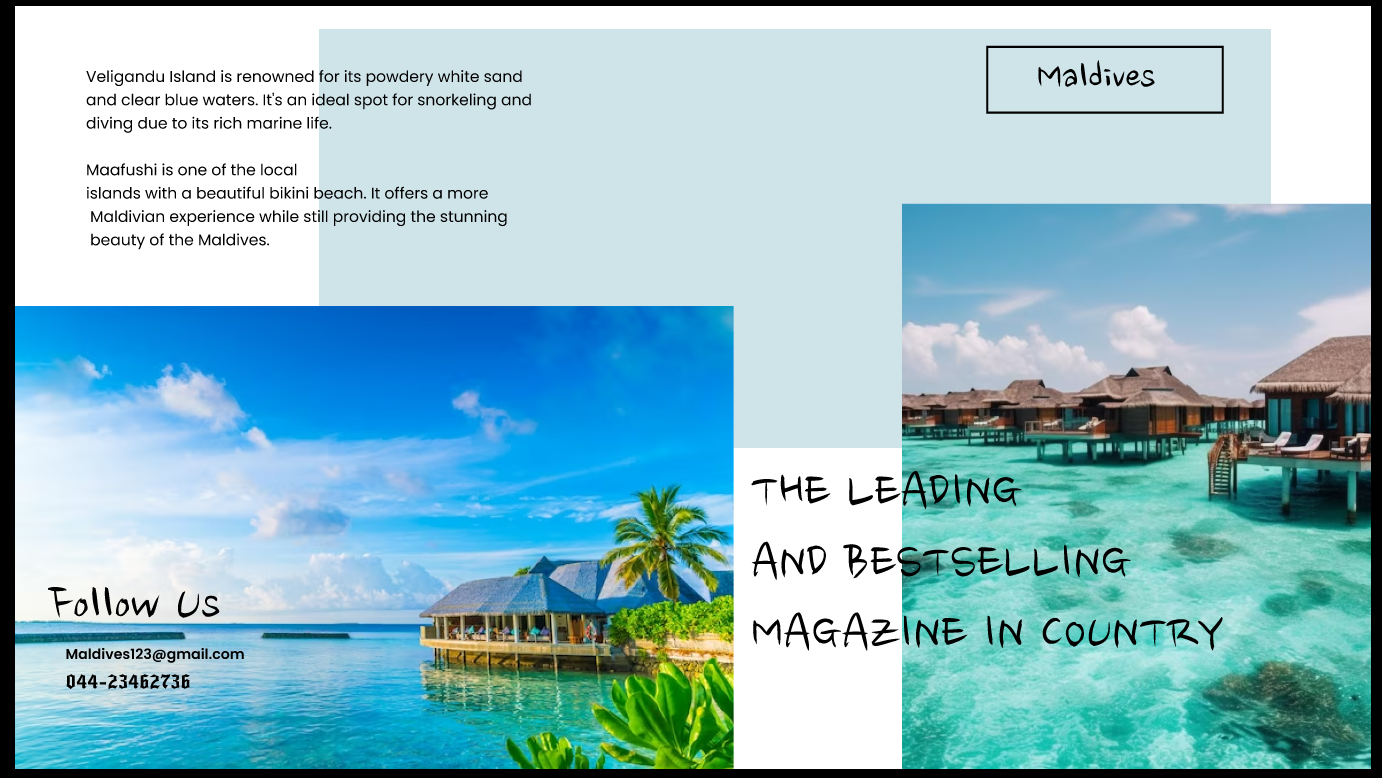 Veligandu Island is renowned for its powdery white sand
and clear blue waters. It's an ideal spot for snorkeling and
diving due to its rich marine life.
Maafushi is one of the local
islands with a beautiful bikini beach. It offers a more
Maldivian experience while still providing the stunning
beauty of the Maldives.
Follow Us
Maldives123@gmail.com
044-23462736
Maldives
THE LEADING
AND BESTSELLING
MAGAZINE IN COUNTRY